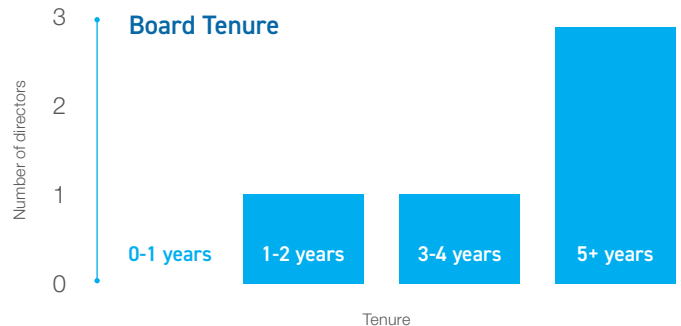 Board Tenure
3
2
1
0
Number of directors
0-1 years
1-2 years
3-4 years
5+ years
Tenure